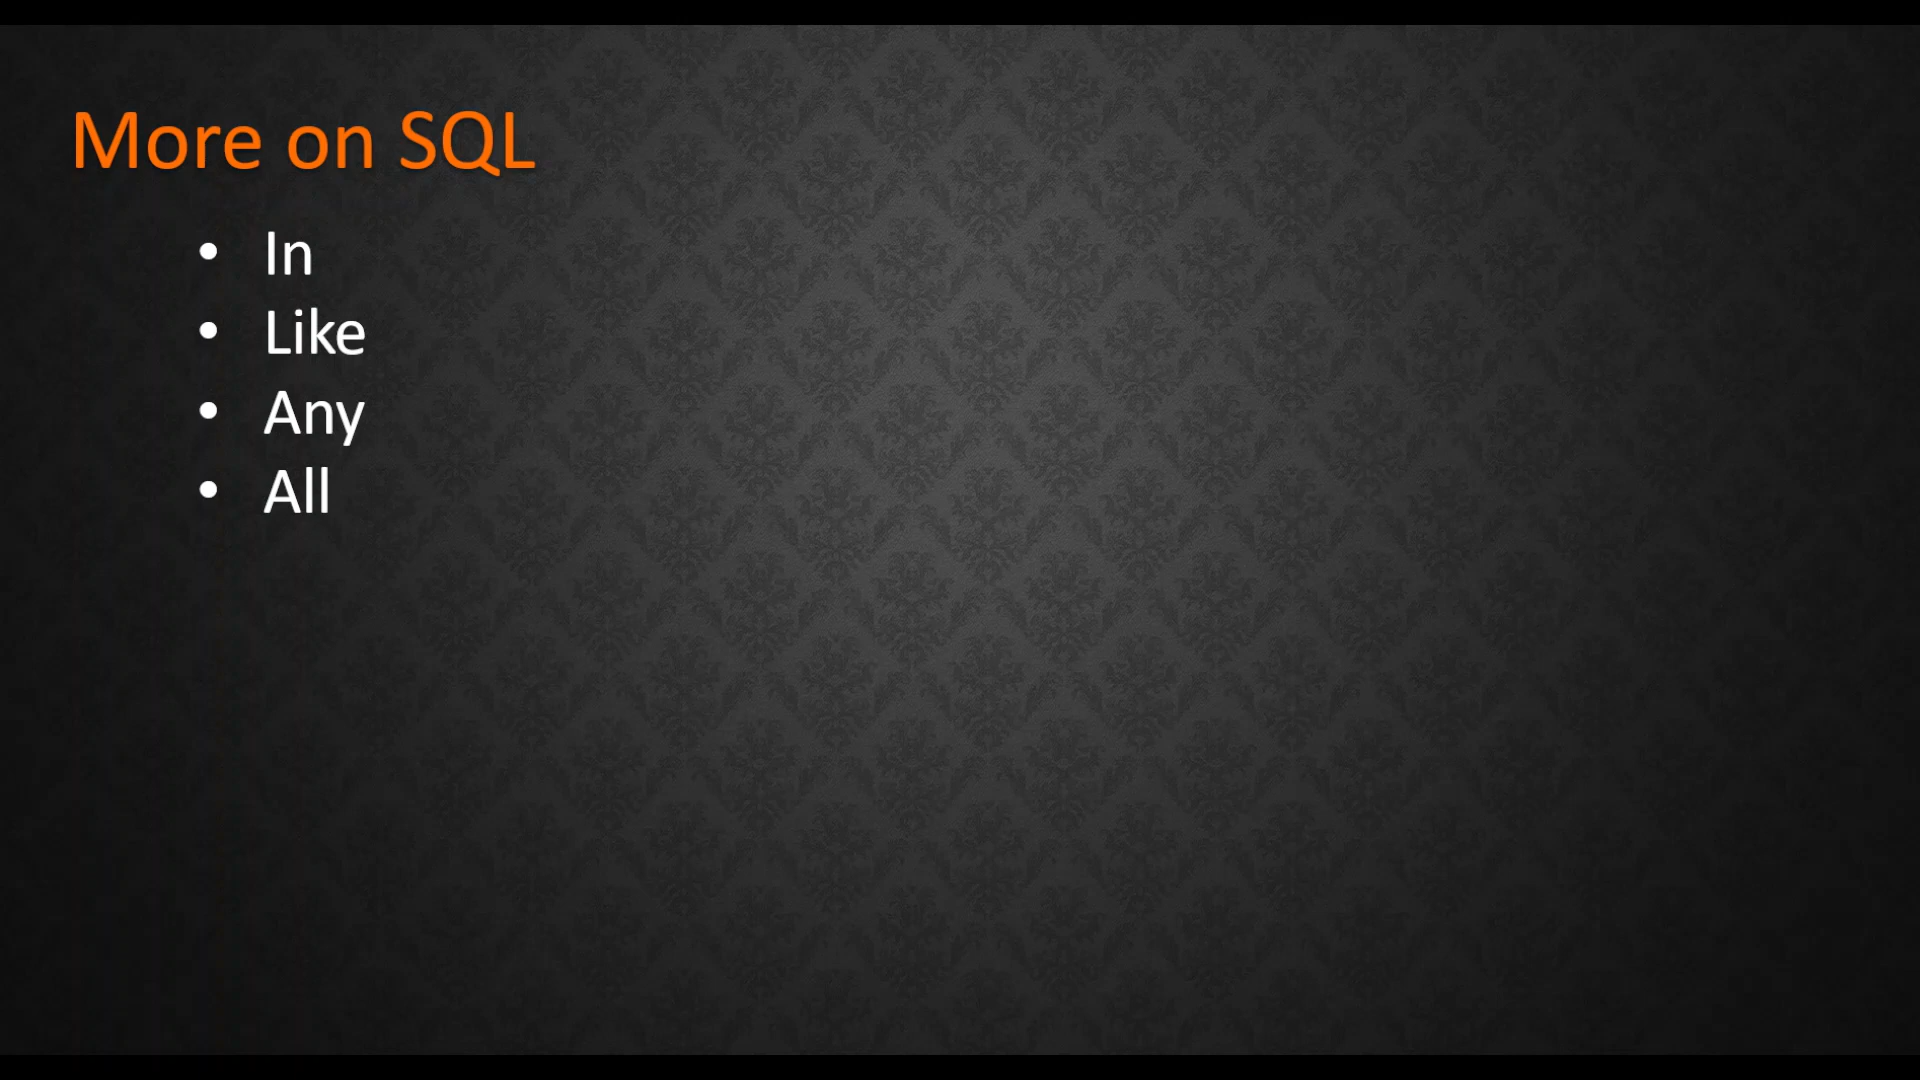 More on SQL
• In
• Like
• Any
• All